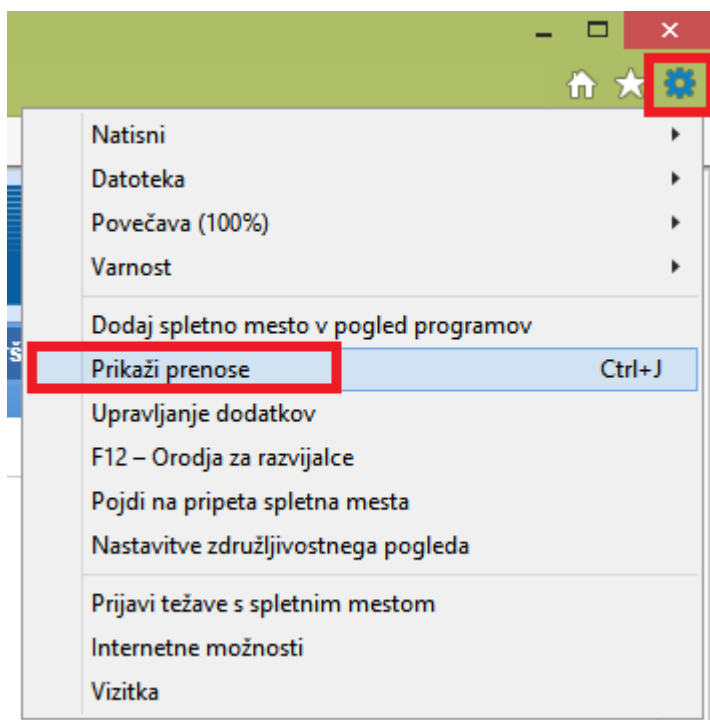 Natisni
Datoteka
Povečava (100%)
Varnost
Dodaj spletno mesto v pogled programov
Prikaži prenose Ctrl+J
Upravljanje dodatkov
F12 – Orodja za razvijalce
Pojdi na pripeta spletna mesta
Nastavitve združljivostnega pogleda
Prijavi težave s spletnim mestom
Internetne možnosti
Vizitka